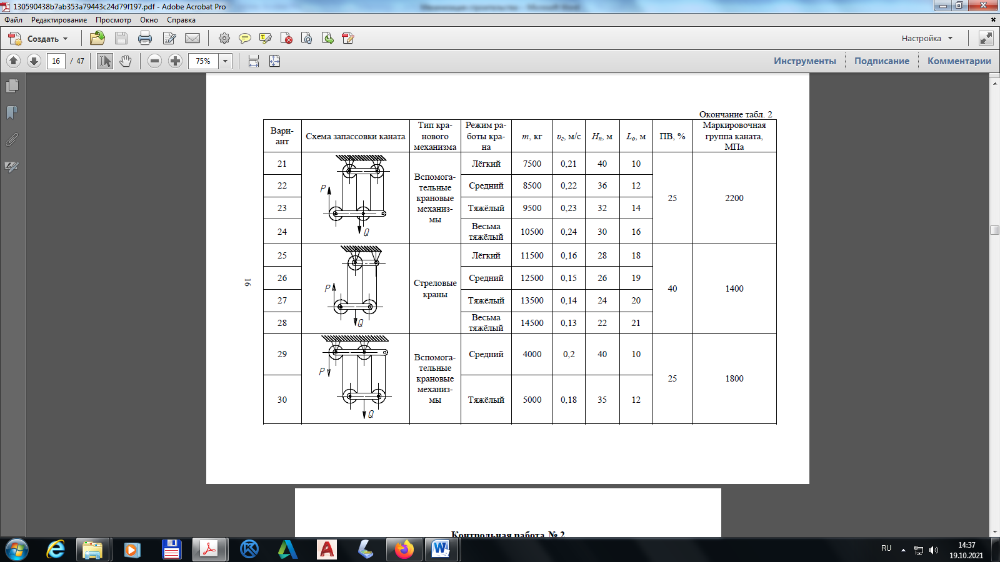 130590438b7ab353a79443c24d79f197.pdf - Adobe Acrobat Pro
Файл Редактирование Просмотр Окно Справка
Создать Настройка
16 / 47 75% Инструменты Подписание Комментарии
Окончание табл. 2
Вари-
ант
Схема запассовки каната
Тип кра-
нового
механизма
Режим ра-
боты кра-
на
m, кг
υг, м/с
Hп, м
Lо, м
ПВ, %
Маркировочная
группа каната,
МПа
21 Лёгкий 7500 0,21 40 10
22 Средний 8500 0,22 36 12
23 Тяжёлый 9500 0,23 32 14
24 Весьма
тяжёлый 10500 0,24 30 16
P
Q
Вспомога-
тельные
крановые
механиз-
мы
25 2200
25 Лёгкий 11500 0,16 28 18
26 Средний 12500 0,15 26 19
27 Тяжёлый 13500 0,14 24 20
28 Весьма
тяжёлый 14500 0,13 22 21
P
Q
Стреловые
краны
40 1400
29 Средний 4000 0,2 40 10
30 Тяжёлый 5000 0,18 35 12
P
Q
Вспомога-
тельные
крановые
механиз-
мы
25 1800
16
Контрольная работа № 2
RU
14:37
19.10.2021